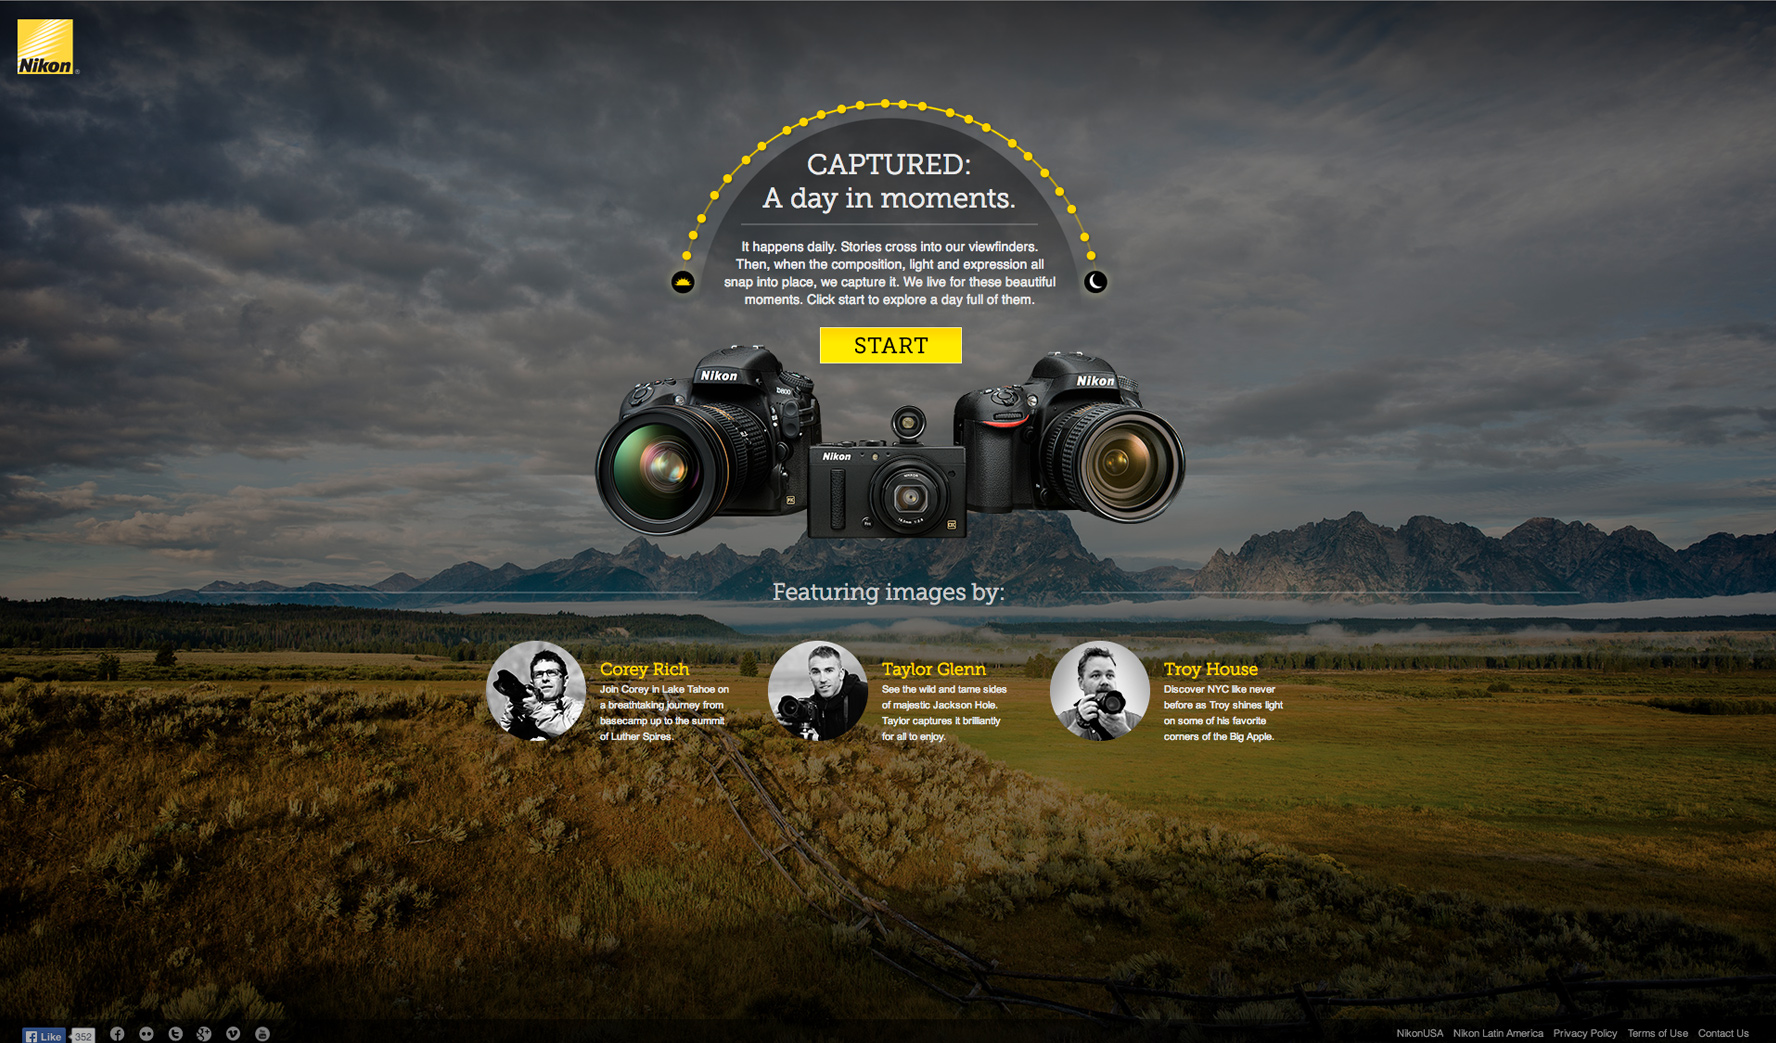 Nikon
CAPTURED:
A day in moments.
It happens daily. Stories cross into our viewfinders.
Then, when the composition, light and expression all
snap into place, we capture it. We live for these beautiful
moments. Click start to explore a day full of them.
START
Nikon
D800
Nikon
Nikon
FX
Featuring images by:
Corey Rich
Join Corey in Lake Tahoe on
a breathtaking journey from
basecamp up to the summit
of Luther Spires.
Taylor Glenn
See the wild and tame sides
of majestic Jackson Hole.
Taylor captures it brilliantly
for all to enjoy.
Troy House
Discover NYC like never
before as Troy shines light
on some of his favorite
corners of the Big Apple.
Like 352
NikonUSA Nikon Latin America Privacy Policy Terms of Use Contact Us